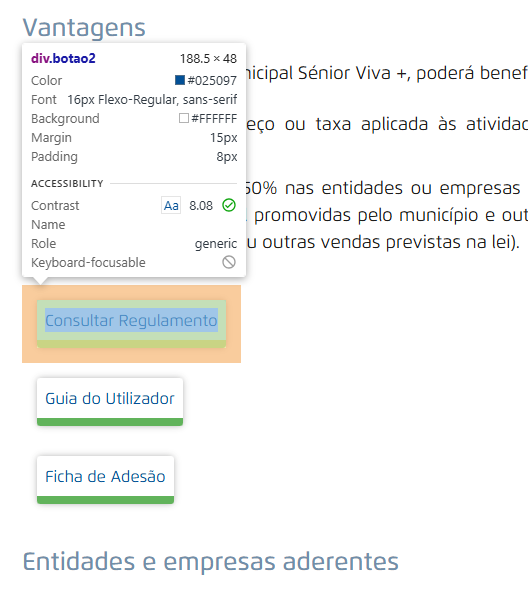 Vantagens
div.botao2 188.5 × 48
Color #025097
nicipal Sénior Viva +, poderá benef
Font 16px Flexo-Regular, sans-serif
Background #FFFFFF
eço ou taxa aplicada às atividad
Margin 15px
Padding 8px
ACCESSIBILITY
60% nas entidades ou empresas
Contrast Aa 8.08
, promovidas pelo município e out
Name
Role generic
u outras vendas previstas na lei).
Keyboard-focusable
Consultar Regulamento
Guia do Utilizador
Ficha de Adesão
Entidades e empresas aderentes